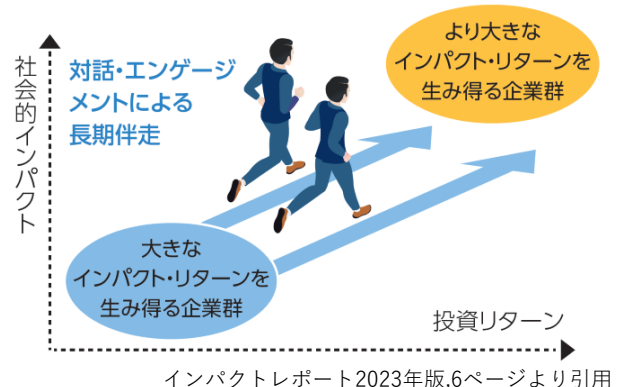 社会的インパクト
対話・エンゲージ
メントによる
長期伴走
より大きな
インパクト・リターンを
生み得る企業群
大きな
インパクト・リターンを
生み得る企業群
投資リターン
インパクトレポート2023年版,6ページより引用